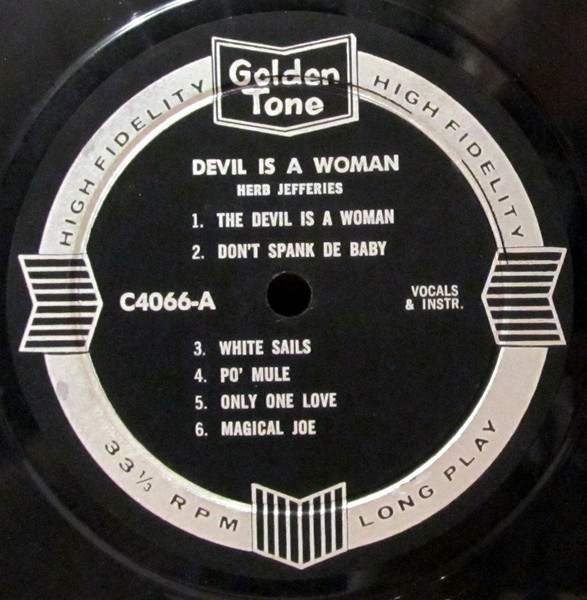 Golden
Tone
HIGH FIDELITY
HIGH FIDELITY
DEVIL IS A WOMAN
HERB JEFFERIES
1. THE DEVIL IS A WOMAN
2. DON'T SPANK DE BABY
C4066-A
VOCALS
& INSTR.
3. WHITE SAILS
4. PO' MULE
5. ONLY ONE LOVE
6. MAGICAL JOE
33 1/3 RPM
LONG PLAY